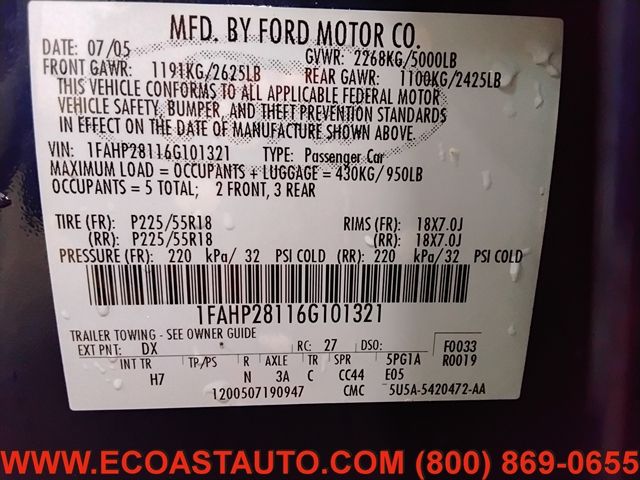 MFD. BY FORD MOTOR CO.
DATE: 07/05 GVWR: 2268KG/5000LB
FRONT GAWR: 1191KG/2625LB REAR GAWR: 1100KG/2425LB
THIS VEHICLE CONFORMS TO ALL APPLICABLE FEDERAL MOTOR
VEHICLE SAFETY, BUMPER, AND THEFT PREVENTION STANDARDS
IN EFFECT ON THE DATE OF MANUFACTURE SHOWN ABOVE.
VIN: 1FAHP28116G101321 TYPE: Passenger Car
MAXIMUM LOAD = OCCUPANTS + LUGGAGE = 430KG/950LB
OCCUPANTS = 5 TOTAL; 2 FRONT, 3 REAR
TIRE (FR): P225/55R18 RIMS (FR): 18X7.0J
(RR): P225/55R18 (RR): 18X7.0J
PRESSURE (FR): 220 kPa/ 32 PSI COLD (RR): 220 kPa/ 32 PSI COLD
1FAHP28116G101321
TRAILER TOWING - SEE OWNER GUIDE
EXT PNT: DX RC: 27 F0033
INT TR TP/PS R AXLE TR SPR 5PG1A R0019
H7 N 3A C CC44 E05
1200507190947 CMC 5U5A-5420472-AA
WWW.ECOASTAUTO.COM (800) 869-0655